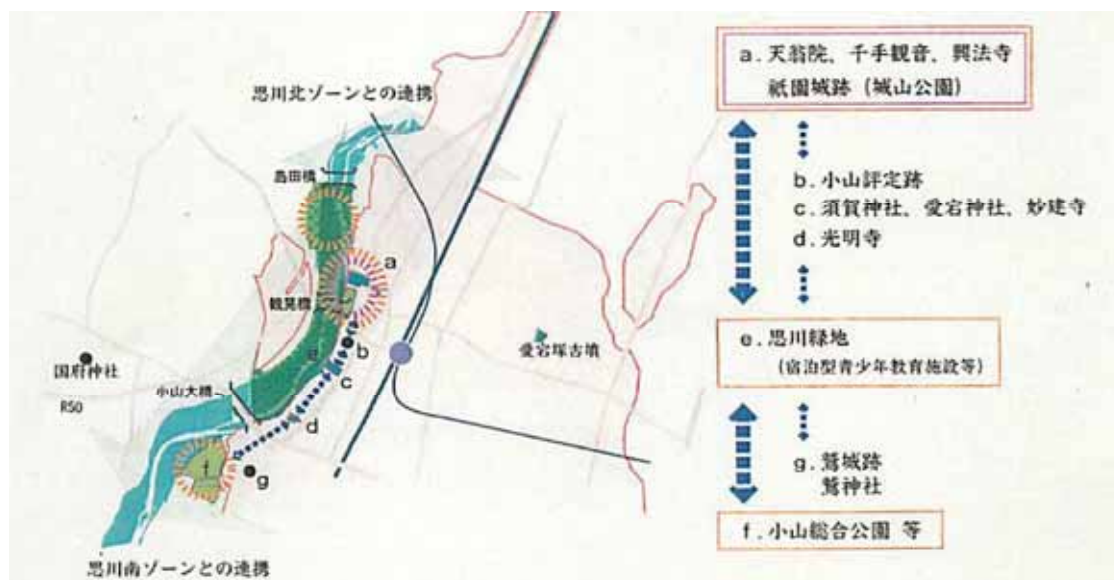 思川北ゾーンとの連携
島田橋
a
観晃橋
e
b
c
国府神社
小山大橋
R50
d
愛宕塚古墳
f
g
思川南ゾーンとの連携
a. 天翁院、千手観音、興法寺
祇園城跡（城山公園）
b. 小山評定跡
c. 須賀神社、愛宕神社、妙建寺
d. 光明寺
e. 思川緑地
（宿泊型青少年教育施設等）
g. 鷲城跡
鷲神社
f. 小山総合公園 等